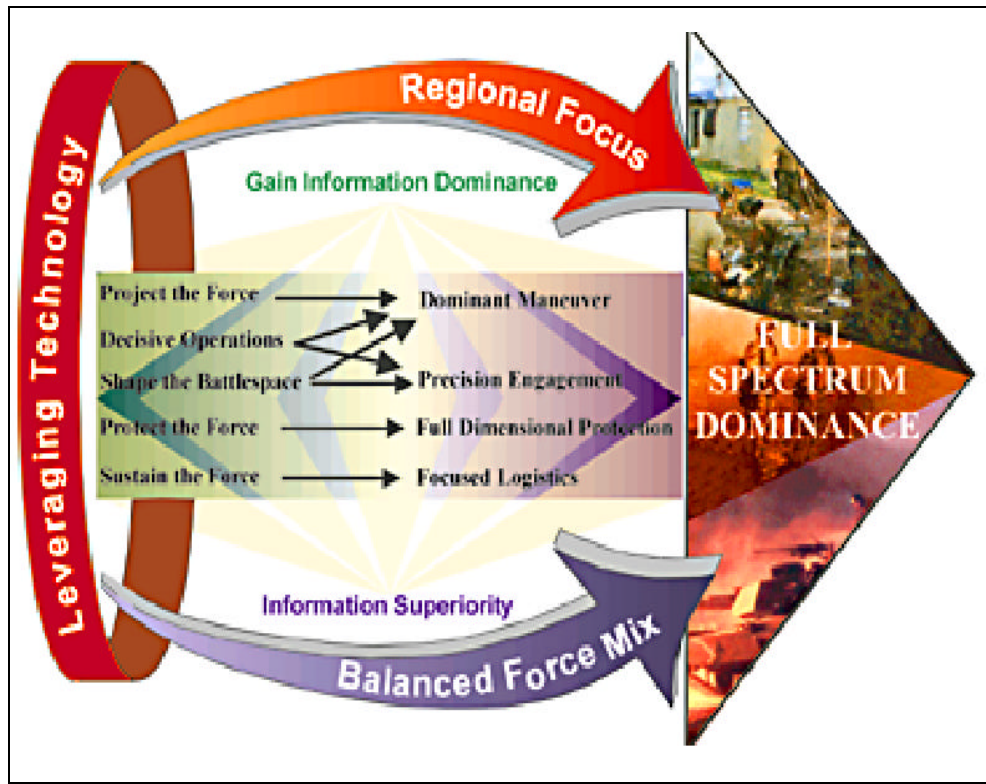 Leveraging Technology
Regional Focus
Gain Information Dominance
Project the Force
Decisive Operations
Shape the Battlespace
Protect the Force
Sustain the Force
Dominant Maneuver
Precision Engagement
Full Dimensional Protection
Focused Logistics
Information Superiority
Balanced Force Mix
FULL
SPECTRUM
DOMINANCE